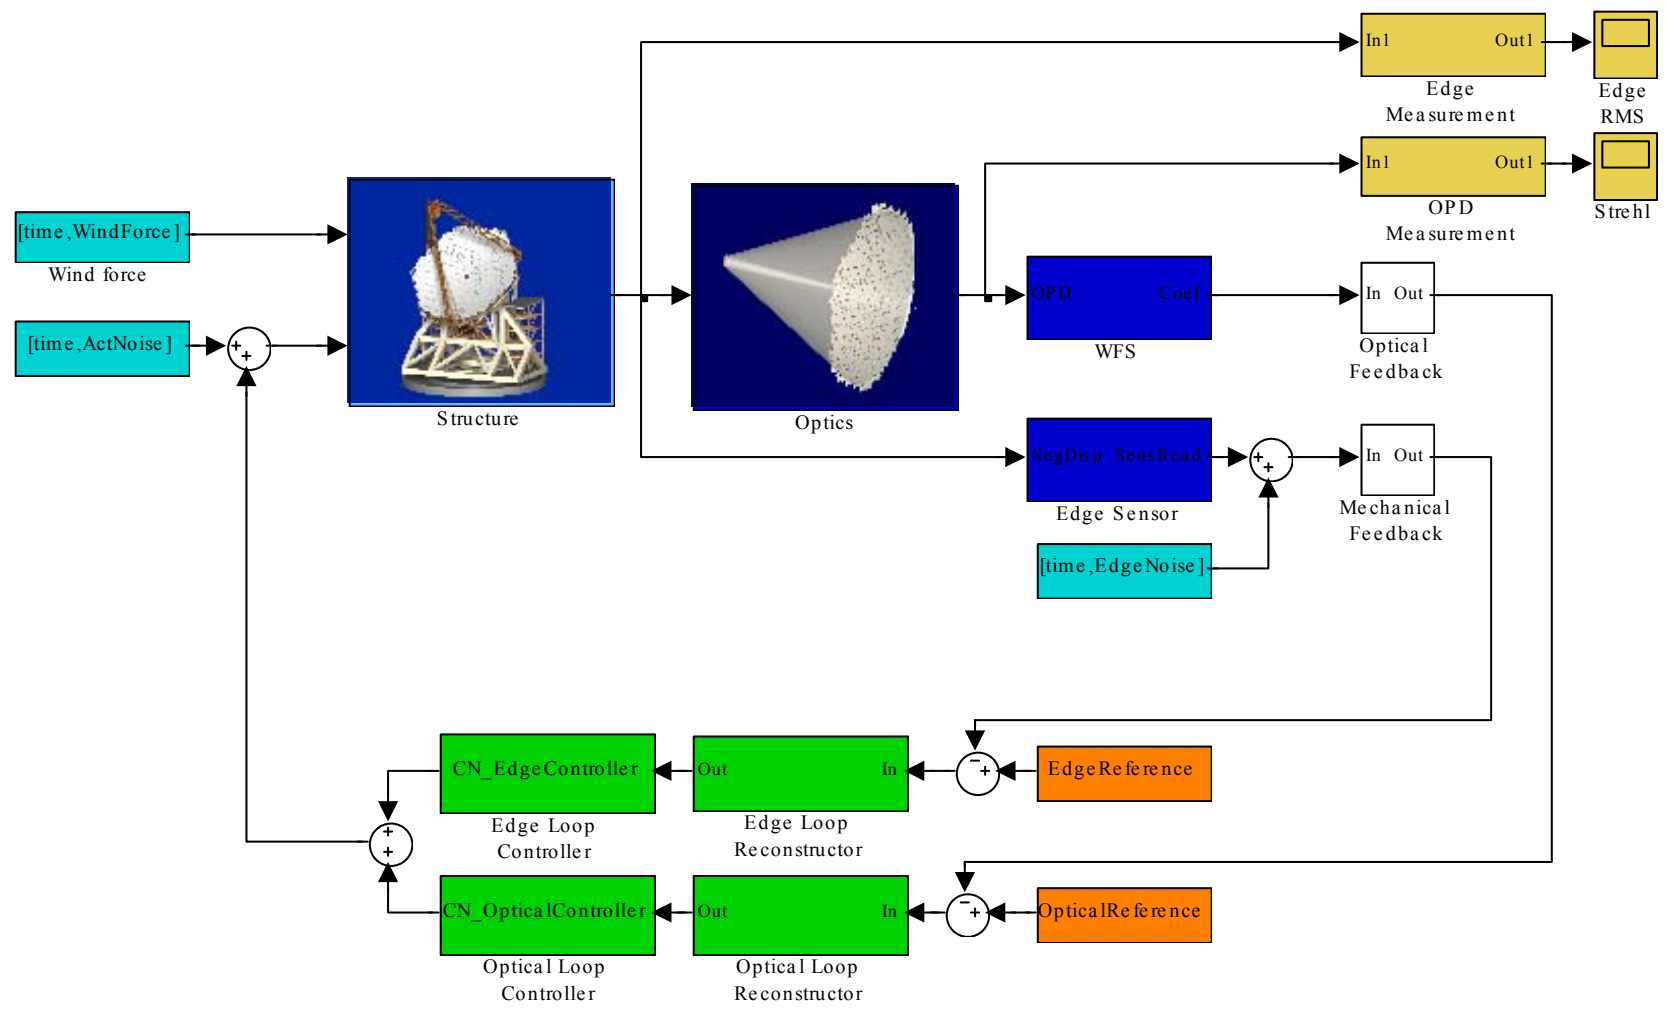 In1 Out1
Edge
Measurement
Edge
RMS
In1 Out1
OPD
Measurement
Strehl
[time,WindForce]
Wind force
[time,ActNoise]
+
+
Structure
Optics
OPD Coef
WFS
In Out
Optical
Feedback
SegDisp SensRead
Edge Sensor
+
+
In Out
Mechanical
Feedback
[time,EdgeNoise]
CN_EdgeController
Edge Loop
Controller
Out In
Edge Loop
Reconstructor
−
+
EdgeReference
+
+
CN_OpticalController
Optical Loop
Controller
Out In
Optical Loop
Reconstructor
−
+
OpticalReference